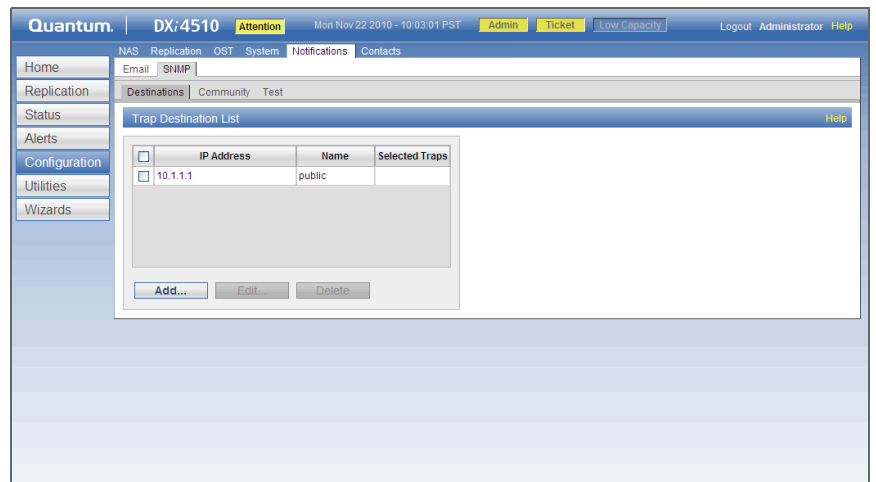 Quantum. DXi4510 Attention Mon Nov 22 2010 - 10:03:01 PST Admin Ticket Low Capacity Logout Administrator Help
NAS Replication OST System Notifications Contacts
Home
Email SNMP
Replication
Destinations Community Test
Status
Trap Destination List Help
Alerts
Configuration
IP Address Name Selected Traps
10.1.1.1 public
Utilities
Wizards
Add... Edit... Delete